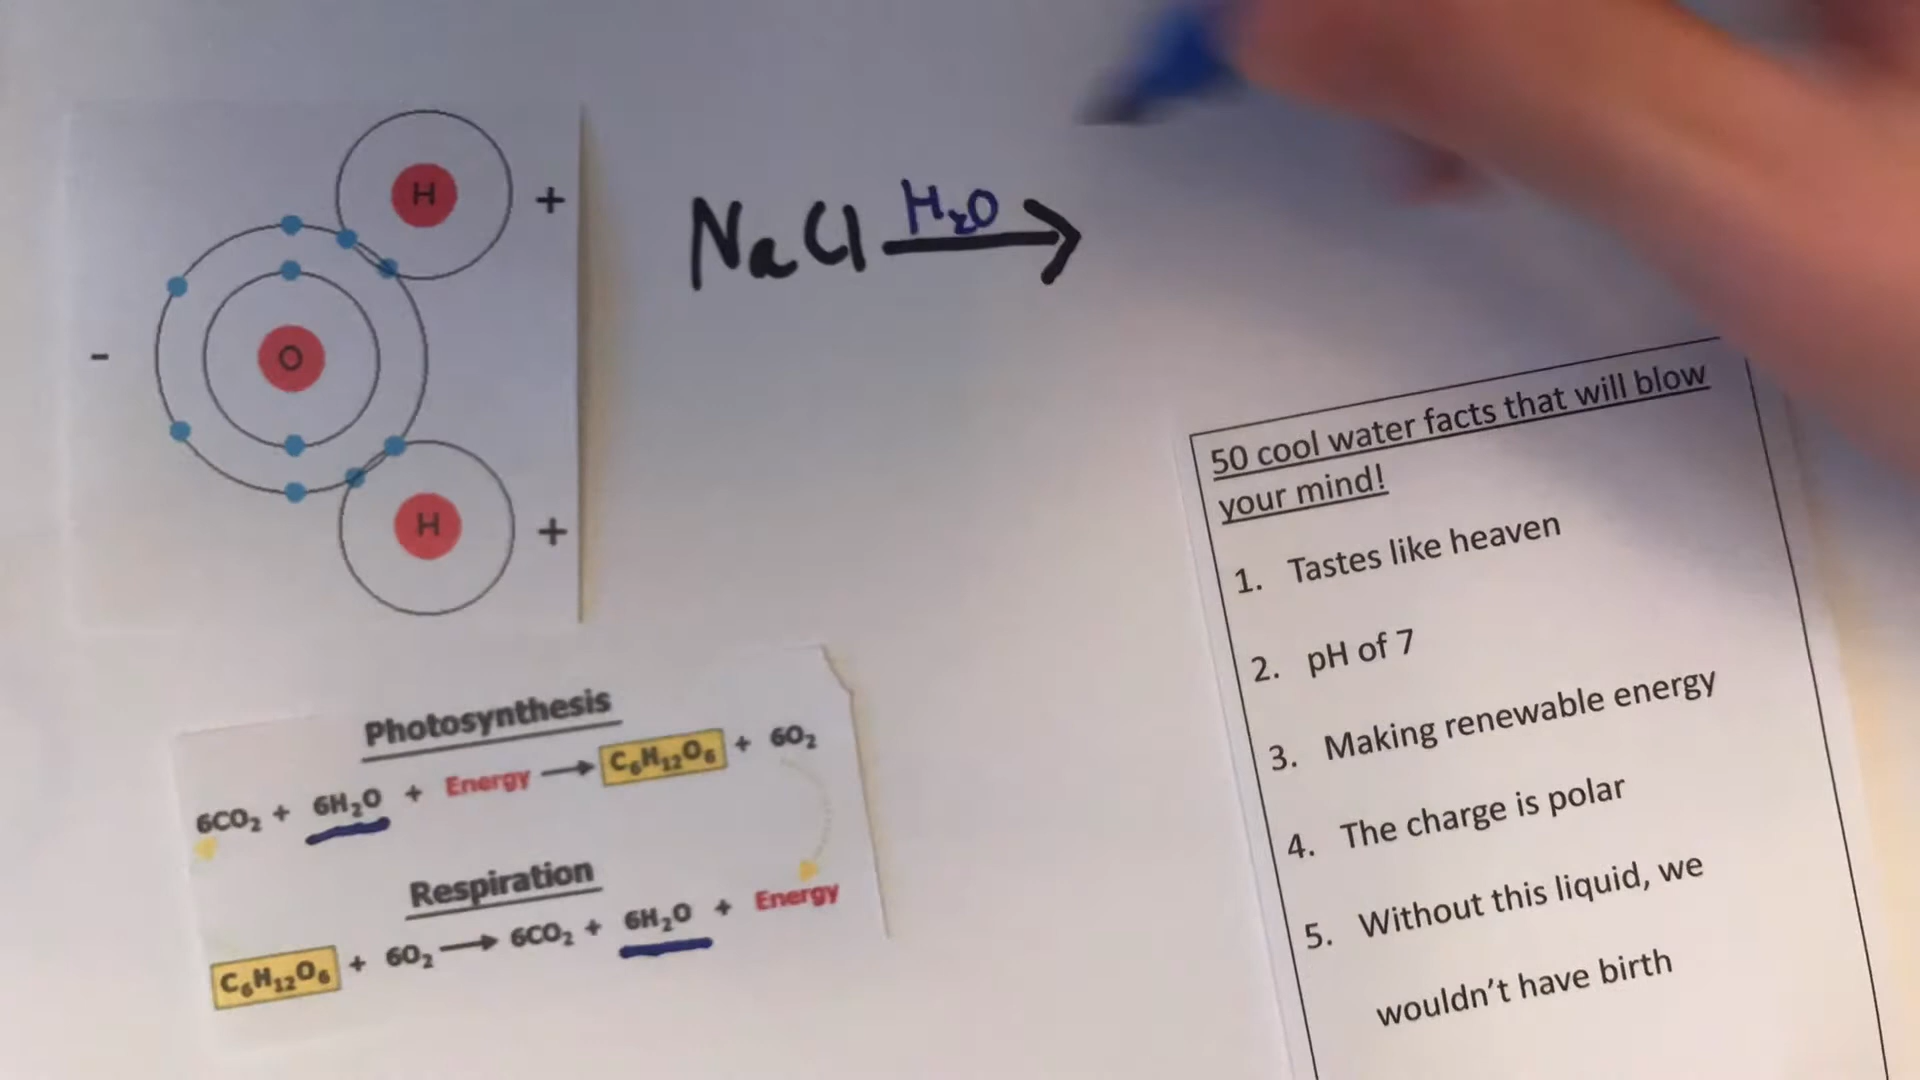 H +
- O
H +
NaCl H₂O →
Photosynthesis
6CO₂ + 6H₂O + Energy → C₆H₁₂O₆ + 6O₂
Respiration
C₆H₁₂O₆ + 6O₂ → 6CO₂ + 6H₂O + Energy
50 cool water facts that will blow
your mind!
1. Tastes like heaven
2. pH of 7
3. Making renewable energy
4. The charge is polar
5. Without this liquid, we
wouldn't have birth